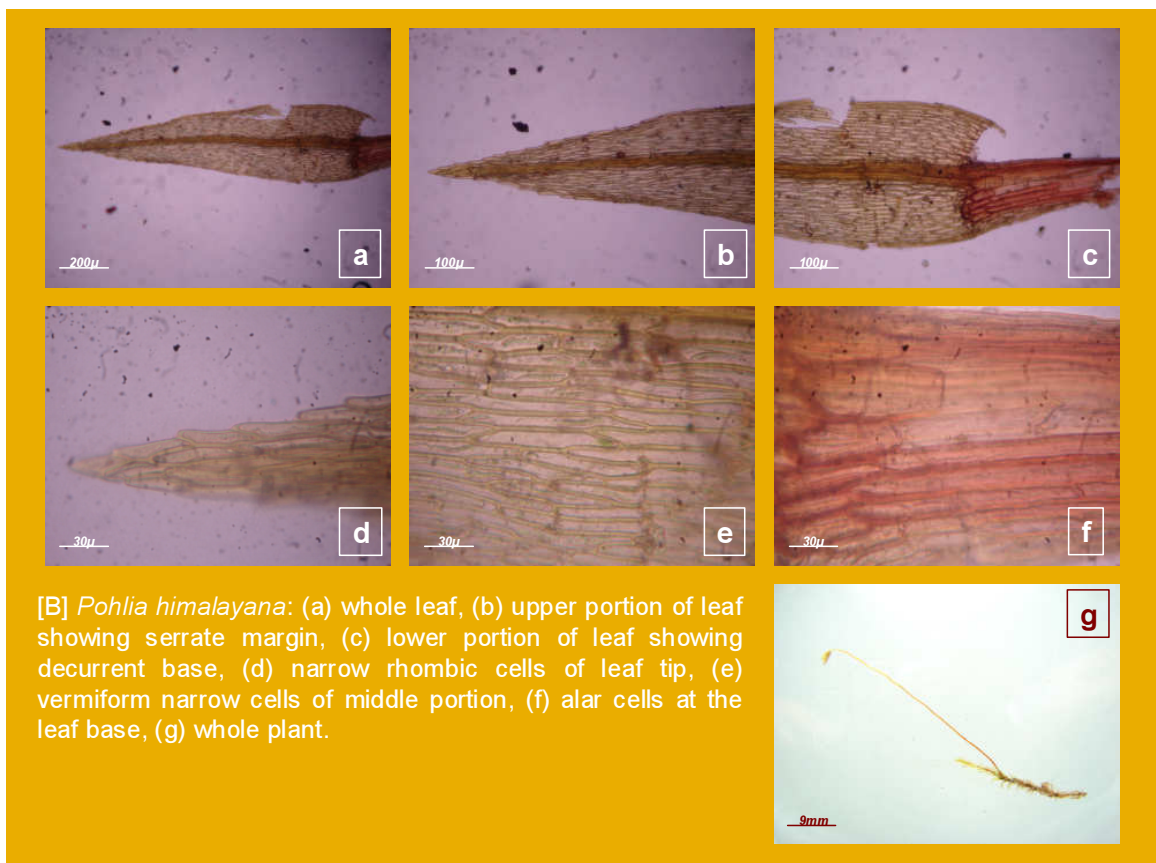 a
200µ
b
100µ
c
100µ
d
30µ
e
30µ
f
30µ
[B] Pohlia himalayana: (a) whole leaf, (b) upper portion of leaf
showing serrate margin, (c) lower portion of leaf showing
decurrent base, (d) narrow rhombic cells of leaf tip, (e)
vermiform narrow cells of middle portion, (f) alar cells at the
leaf base, (g) whole plant.
g
9mm